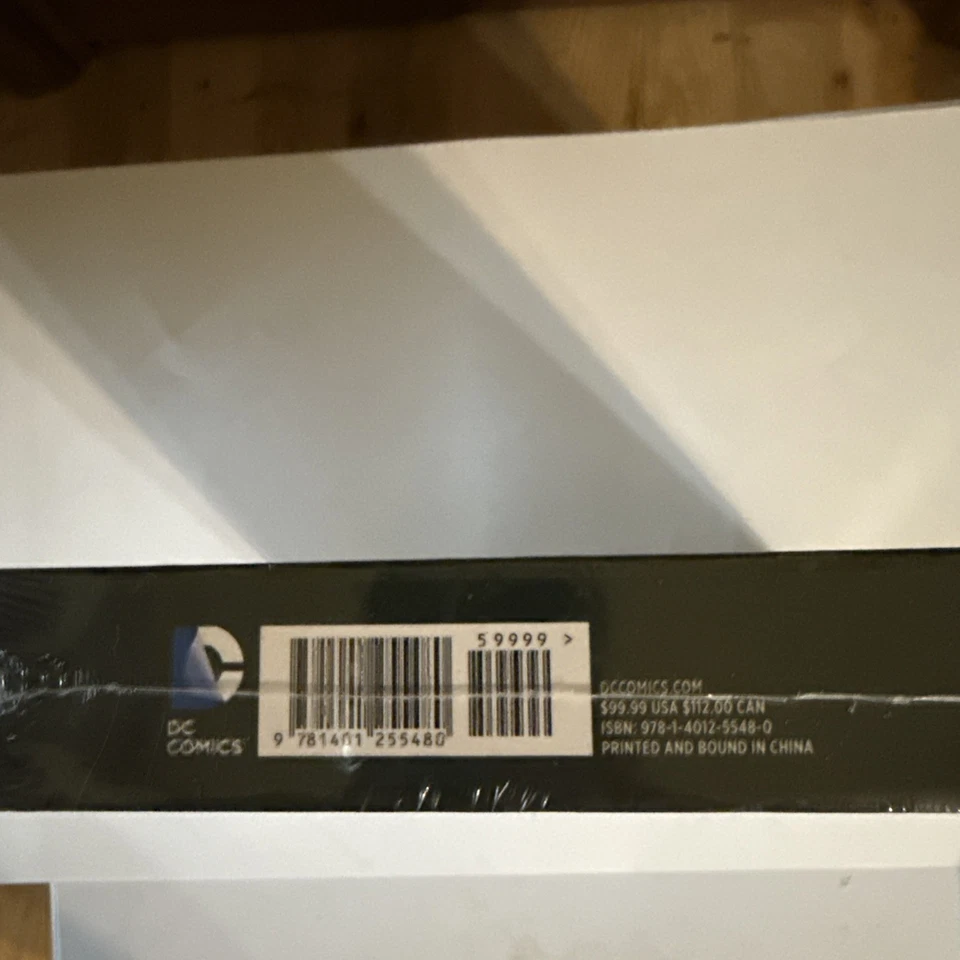 DC
COMICS
59999 >
9 781401 255480
DCCOMICS.COM
$99.99 USA $112.00 CAN
ISBN: 978-1-4012-5548-0
PRINTED AND BOUND IN CHINA